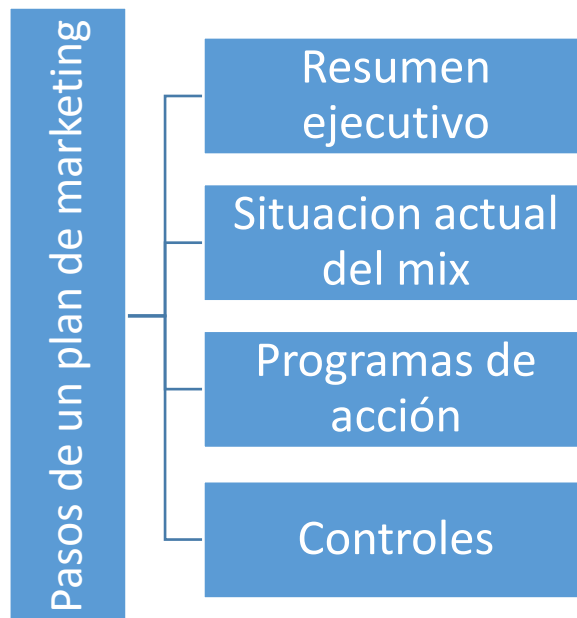 Pasos de un plan de marketing
Resumen
ejecutivo
Situacion actual
del mix
Programas de
acción
Controles